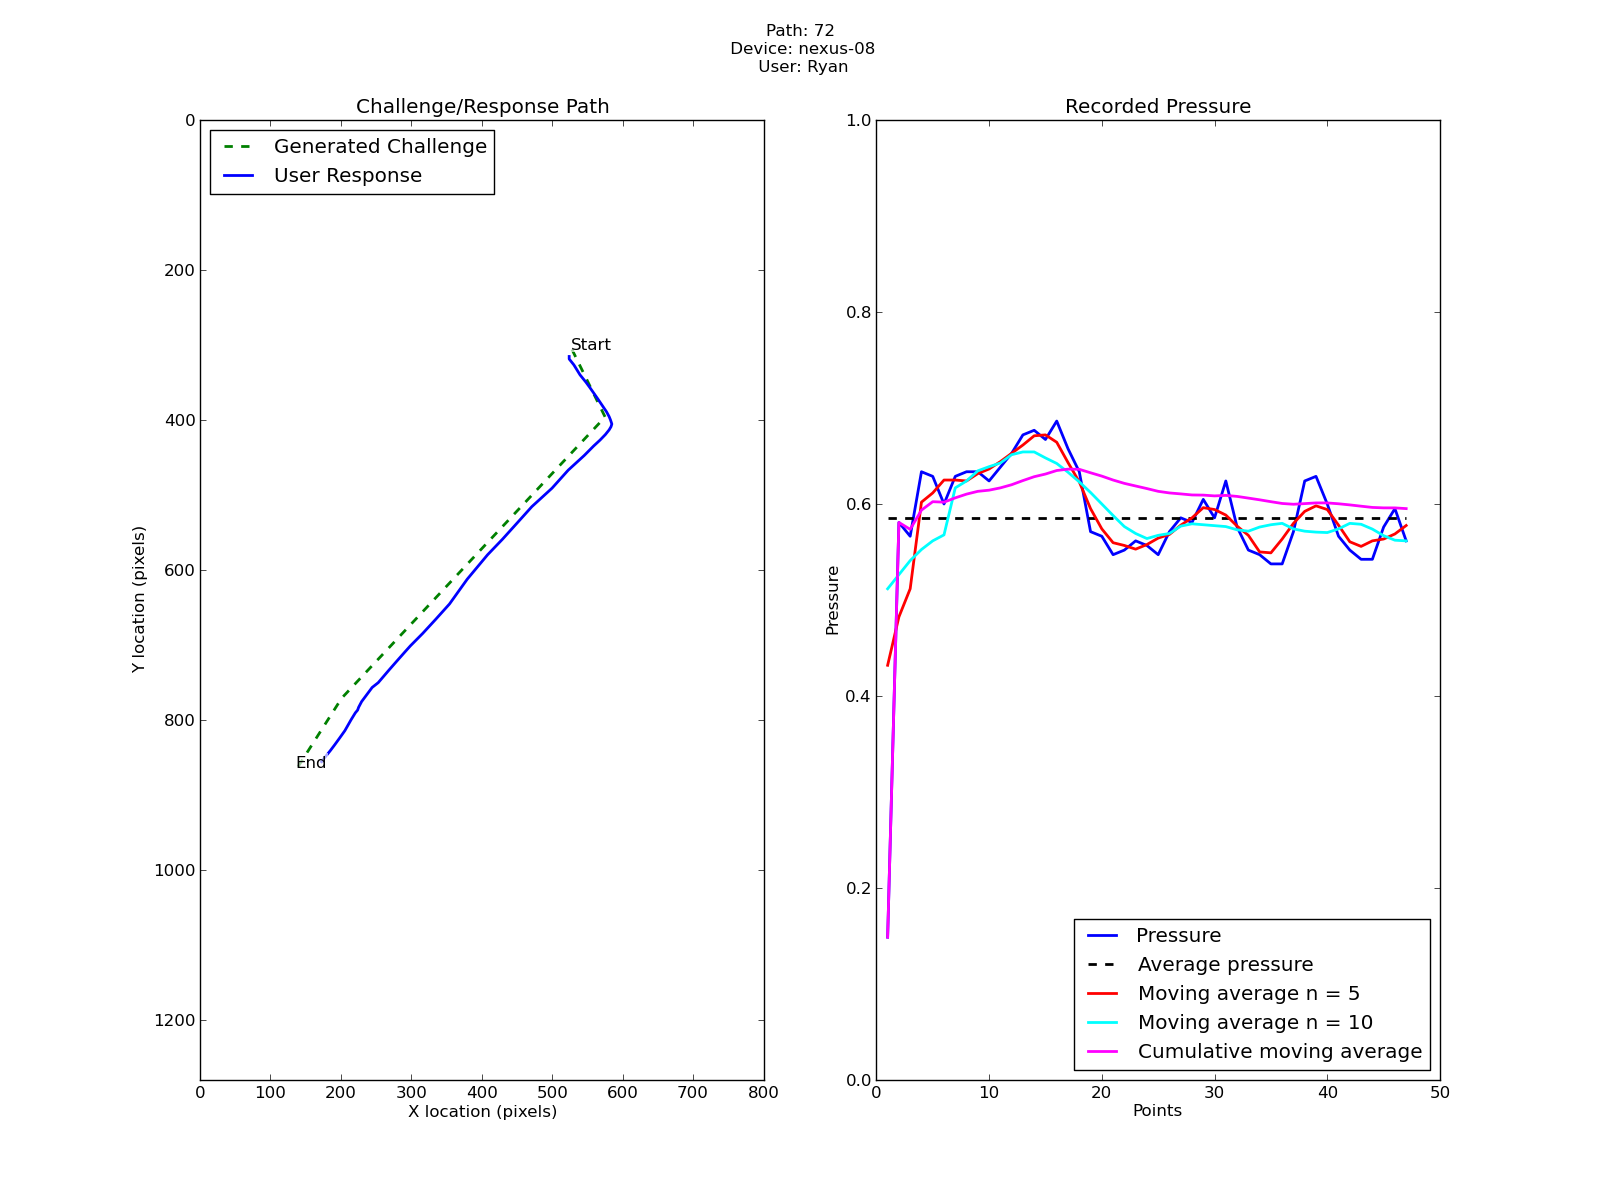 Path: 72
Device: nexus-08
User: Ryan
Challenge/Response Path
Generated Challenge
User Response
0
200
400
600
800
1000
1200
Y location (pixels)
Start
End
0 100 200 300 400 500 600 700 800
X location (pixels)
Recorded Pressure
1.0
0.8
0.6
0.4
0.2
0.0
Pressure
Pressure
Average pressure
Moving average n = 5
Moving average n = 10
Cumulative moving average
0 10 20 30 40 50
Points